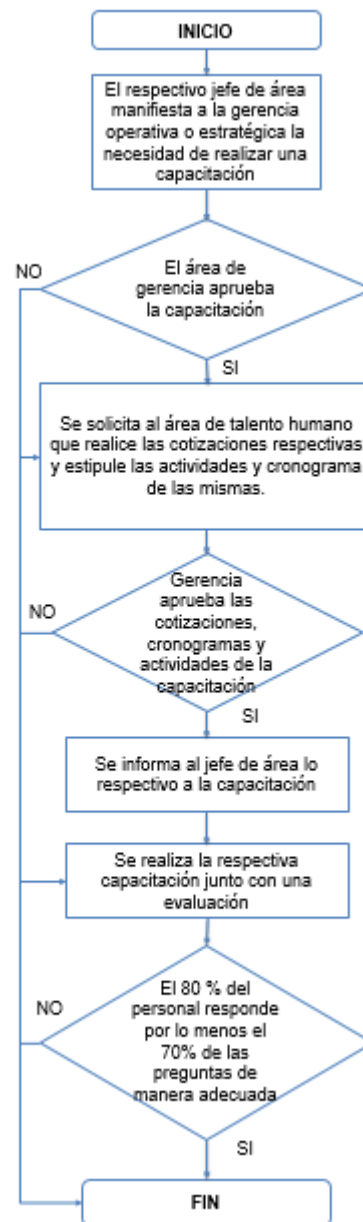 INICIO
El respectivo jefe de área
manifiesta a la gerencia
operativa o estratégica la
necesidad de realizar una
capacitación
NO
El área de
gerencia aprueba
la capacitación
SI
Se solicita al área de talento humano
que realice las cotizaciones respectivas
y estipule las actividades y cronograma
de las mismas.
NO
Gerencia
aprueba las
cotizaciones,
cronogramas y
actividades de la
capacitación
SI
Se informa al jefe de área lo
respectivo a la capacitación
Se realiza la respectiva
capacitación junto con una
evaluación
NO
El 80 % del
personal responde
por lo menos el
70% de las
preguntas de
manera adecuada
SI
FIN